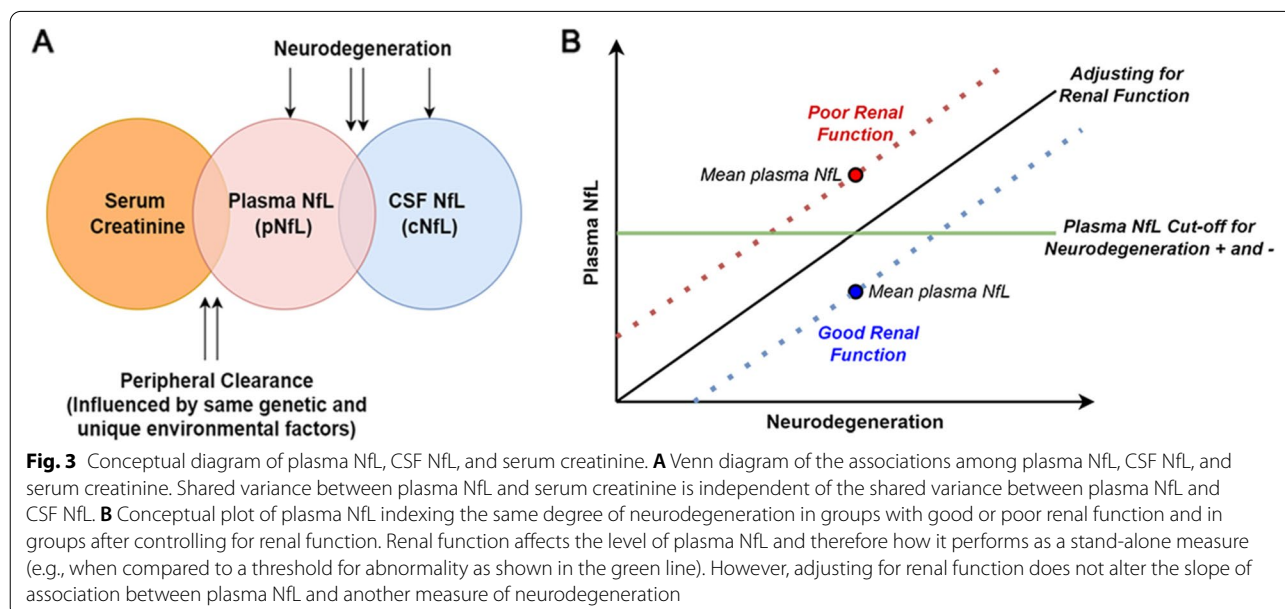 A
Neurodegeneration
Serum
Creatinine
Plasma NfL
(pNfL)
CSF NfL
(cNfL)
Peripheral Clearance
(Influenced by same genetic and
unique environmental factors)
B
Plasma NfL
Poor Renal
Function
Adjusting for
Renal Function
Mean plasma NfL
Plasma NfL Cut-off for
Neurodegeneration + and -
Mean plasma NfL
Good Renal
Function
Neurodegeneration
Fig. 3 Conceptual diagram of plasma NfL, CSF NfL, and serum creatinine. A Venn diagram of the associations among plasma NfL, CSF NfL, and
serum creatinine. Shared variance between plasma NfL and serum creatinine is independent of the shared variance between plasma NfL and
CSF NfL. B Conceptual plot of plasma NfL indexing the same degree of neurodegeneration in groups with good or poor renal function and in
groups after controlling for renal function. Renal function affects the level of plasma NfL and therefore how it performs as a stand-alone measure
(e.g., when compared to a threshold for abnormality as shown in the green line). However, adjusting for renal function does not alter the slope of
association between plasma NfL and another measure of neurodegeneration